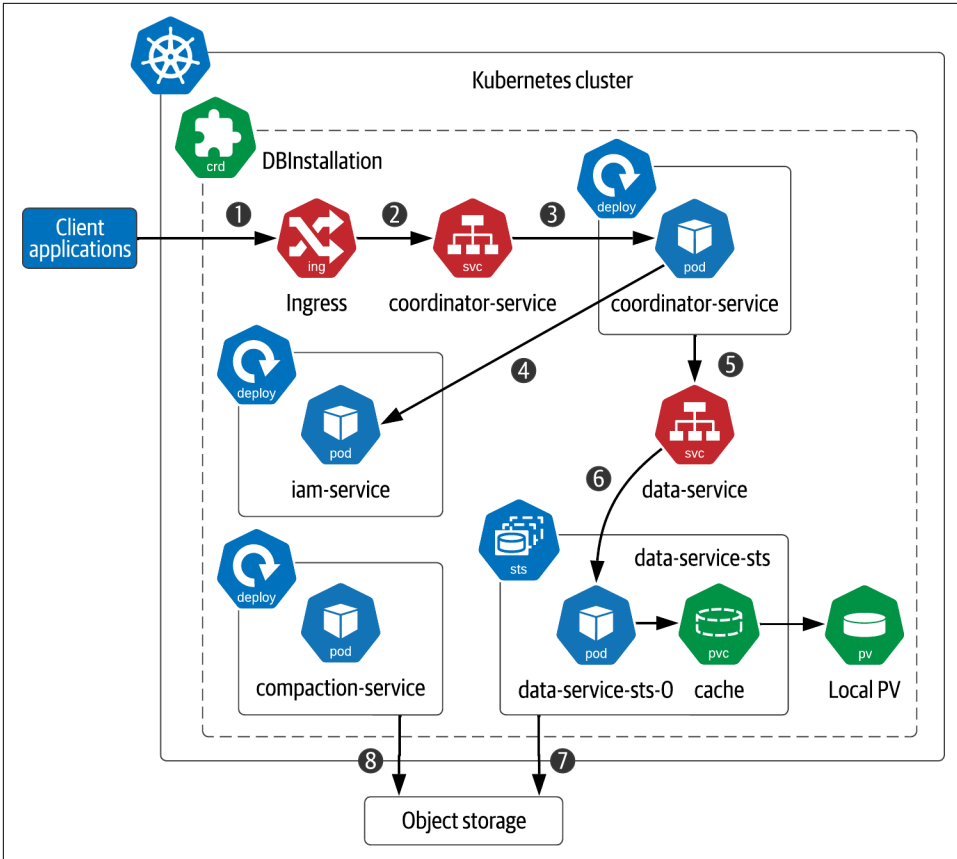 Kubernetes cluster
crd
DBInstallation
Client
applications
1
2
3
ing
Ingress
svc
coordinator-service
deploy
pod
coordinator-service
4
5
deploy
pod
iam-service
svc
data-service
6
sts
data-service-sts
deploy
pod
compaction-service
pod
data-service-sts-0
pvc
cache
pv
Local PV
8
7
Object storage